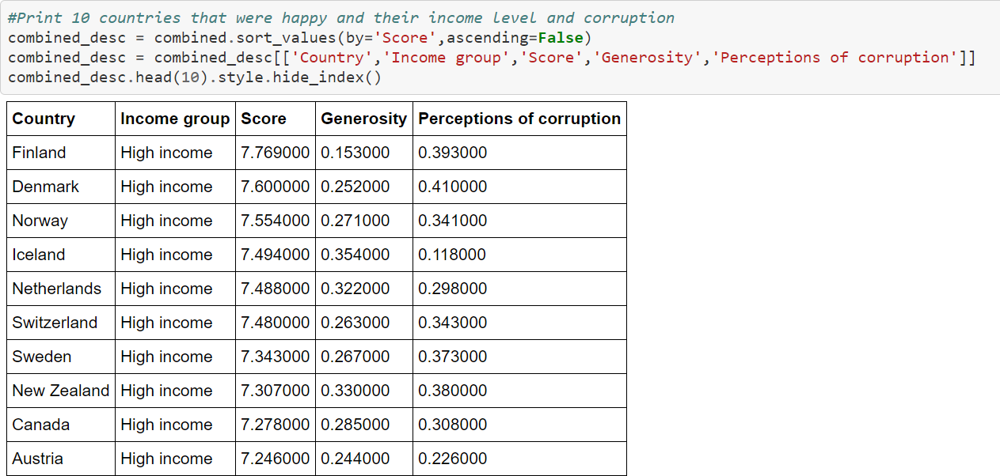 #Print 10 countries that were happy and their income level and corruption
combined_desc = combined.sort_values(by='Score',ascending=False)
combined_desc = combined_desc[['Country','Income group','Score','Generosity','Perceptions of corruption']]
combined_desc.head(10).style.hide_index()
Country Income group Score Generosity Perceptions of corruption
Finland High income 7.769000 0.153000 0.393000
Denmark High income 7.600000 0.252000 0.410000
Norway High income 7.554000 0.271000 0.341000
Iceland High income 7.494000 0.354000 0.118000
Netherlands High income 7.488000 0.322000 0.298000
Switzerland High income 7.480000 0.263000 0.343000
Sweden High income 7.343000 0.267000 0.373000
New Zealand High income 7.307000 0.330000 0.380000
Canada High income 7.278000 0.285000 0.308000
Austria High income 7.246000 0.244000 0.226000